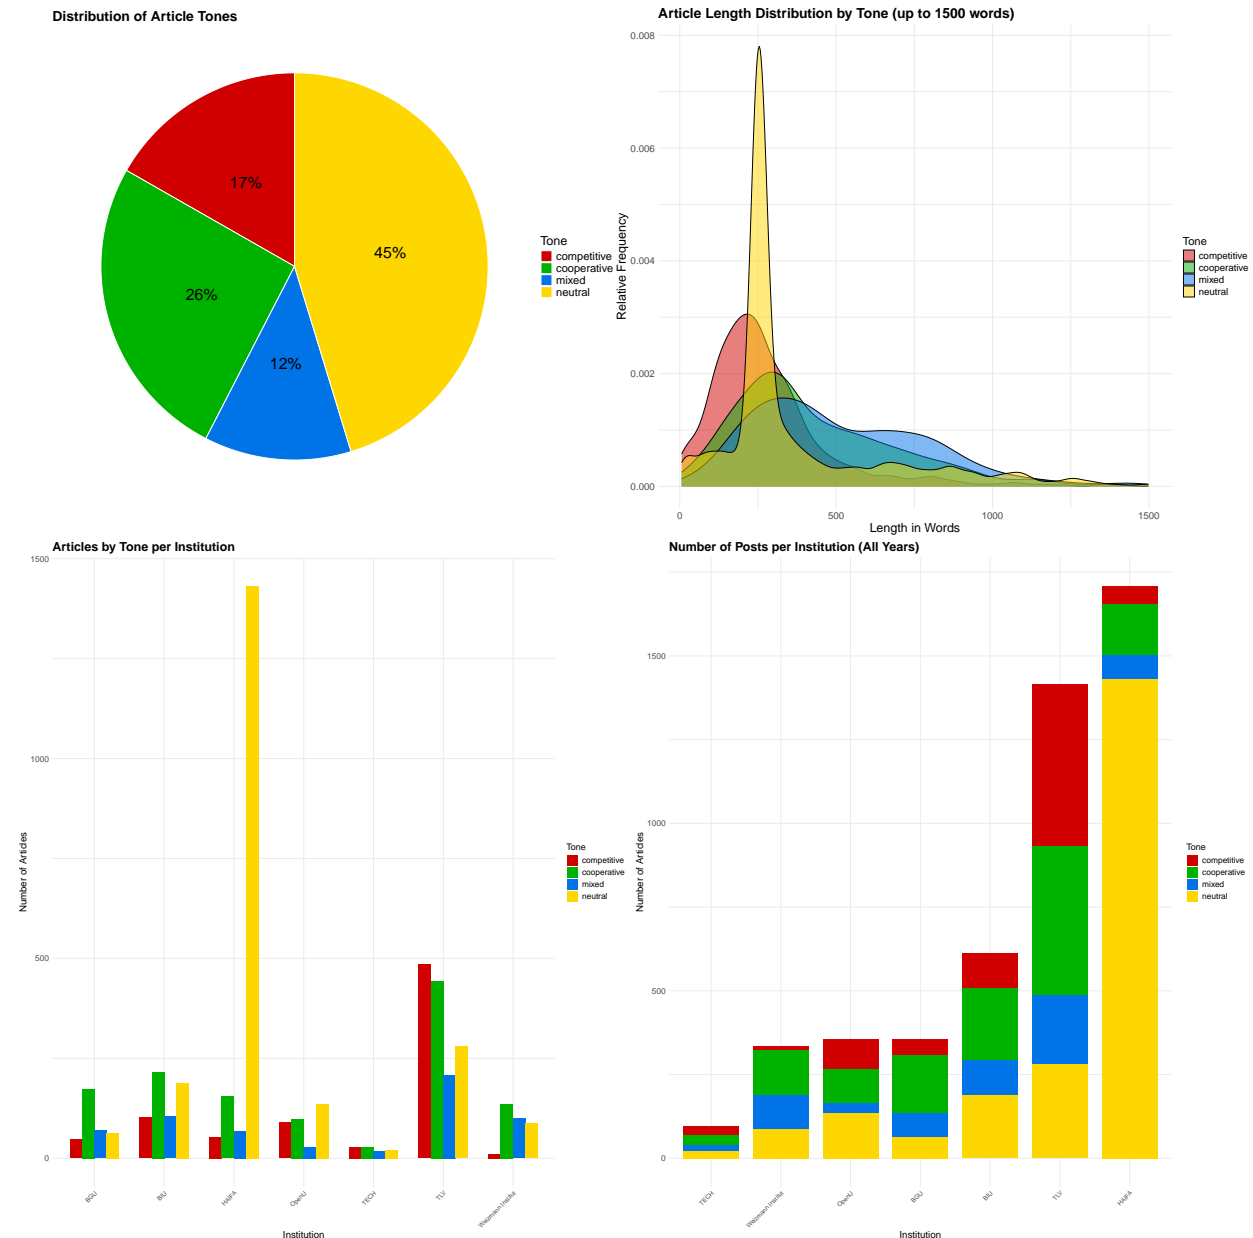 Distribution of Article Tones
17%
45%
26%
12%
Tone
competitive
cooperative
mixed
neutral
Article Length Distribution by Tone (up to 1500 words)
0.008
0.006
0.004
0.002
0.000
Relative Frequency
0
500
1000
1500
Length in Words
Tone
competitive
cooperative
mixed
neutral
Articles by Tone per Institution
1500
1000
500
0
Number of Articles
BGU
BIU
HAIFA
OpenU
TECH
TLV
Institution
Tone
competitive
cooperative
mixed
neutral
Number of Posts per Institution (All Years)
1500
1000
500
0
Number of Articles
TECH
OpenU
BGU
BIU
TLV
HAIFA
Institution
Tone
competitive
cooperative
mixed
neutral